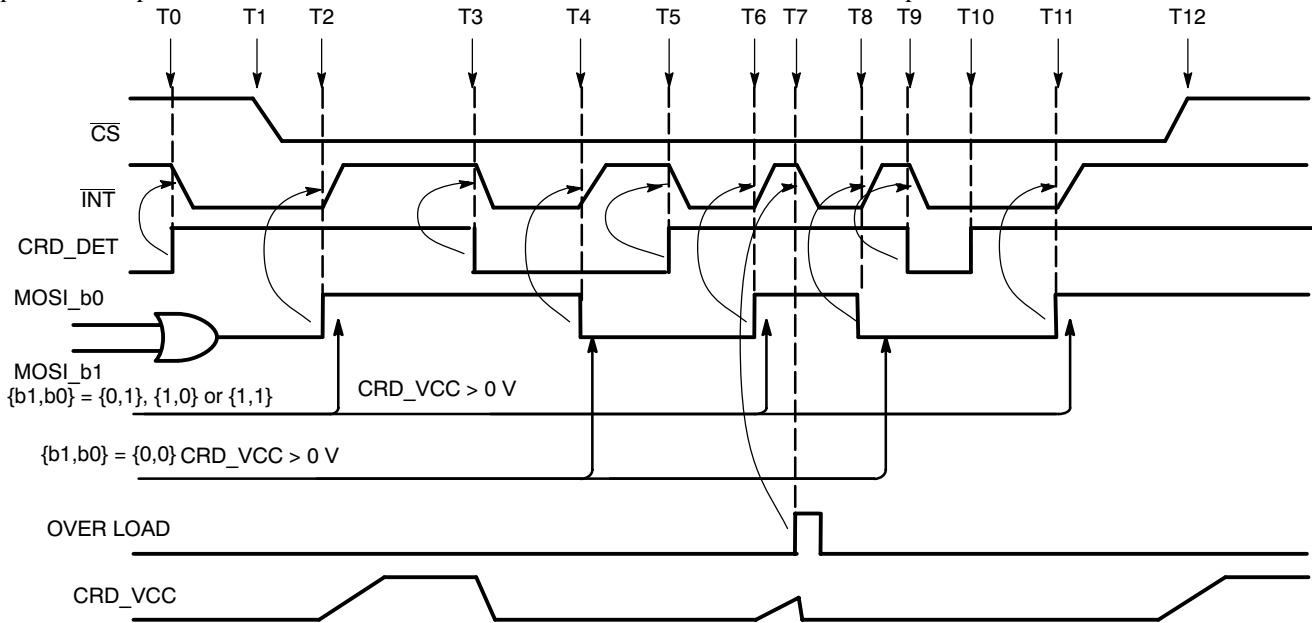 T0 T1 T2 T3 T4 T5 T6 T7 T8 T9 T10 T11 T12
CS
INT
CRD_DET
MOSI_b0
MOSI_b1
{b1,b0} = {0,1}, {1,0} or {1,1}
CRD_VCC > 0 V
{b1,b0} = {0,0} CRD_VCC > 0 V
OVER LOAD
CRD_VCC